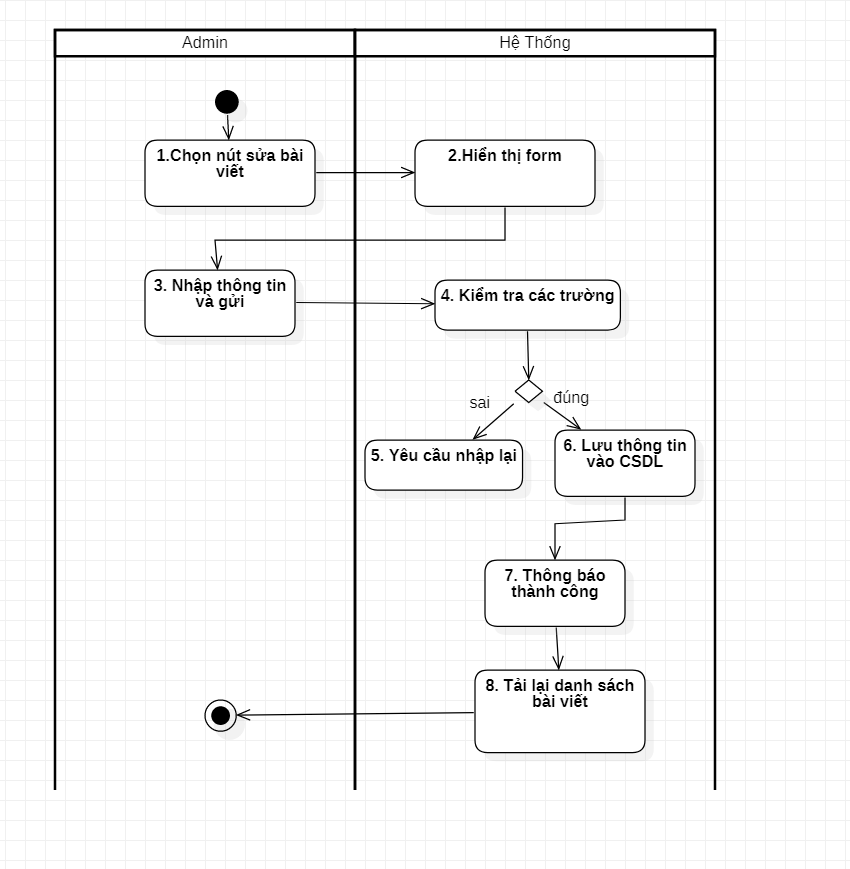 Admin
Hệ Thống
1.Chọn nút sửa bài
viết
2.Hiển thị form
3. Nhập thông tin
và gửi
4. Kiểm tra các trường
sai
đúng
5. Yêu cầu nhập lại
6. Lưu thông tin
vào CSDL
7. Thông báo
thành công
8. Tải lại danh sách
bài viết